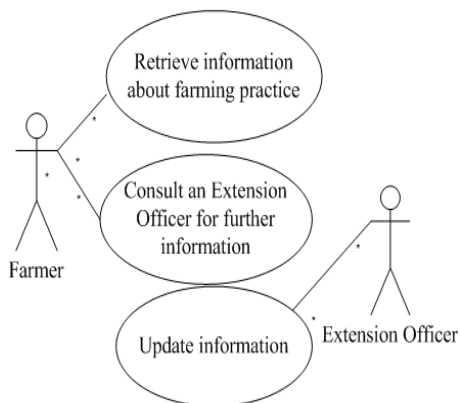 Retrieve information
about farming practice
*
*
*
*
Consult an Extension
Officer for further
information
Farmer
*
*
Update information
Extension Officer